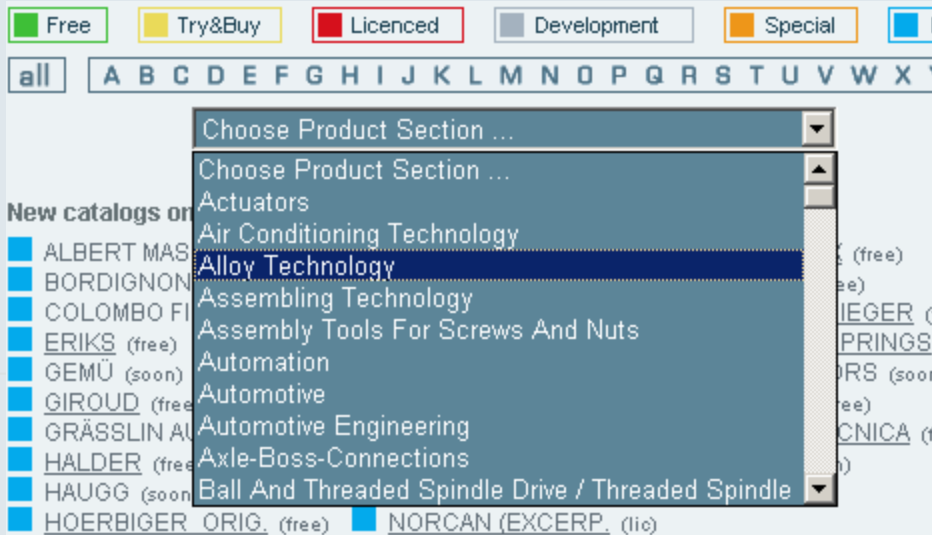 Free Try&Buy Licenced Development Special
all A B C D E F G H I J K L M N O P Q R S T U V W X
Choose Product Section ...
Choose Product Section ...
Actuators
New catalogs on
Air Conditioning Technology
ALBERT MAS (free)
Alloy Technology
BORDIGNON
Assembling Technology
COLOMBO FI IEGER
Assembly Tools For Screws And Nuts
ERIKS (free) PRINGS
Automation
GEMÜ (soon) ORS (soon
Automotive
GIROUD (free
Automotive Engineering
GRÄSSLIN AU CNICA
Axle-Boss-Connections
HALDER (free
Ball And Threaded Spindle Drive / Threaded Spindle
HAUGG (soon
HOERBIGER ORIG. (free) NORCAN (EXCERP. (lic)